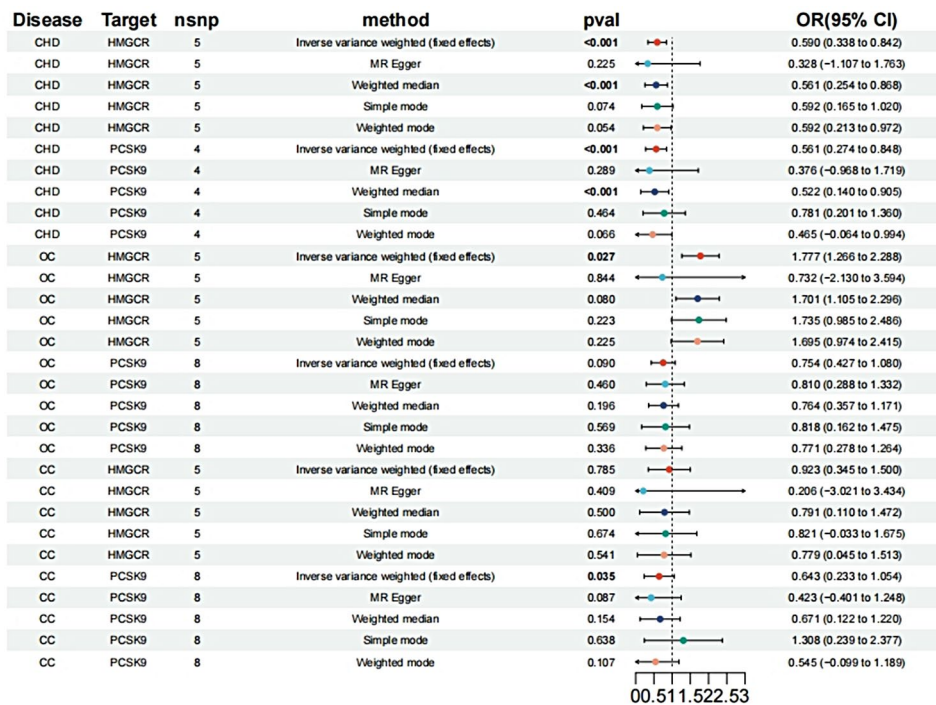 Disease Target nsnp method pval OR(95% CI)
CHD HMGCR 5 Inverse variance weighted (fixed effects) <0.001 0.590 (0.338 to 0.842)
CHD HMGCR 5 MR Egger 0.225 0.328 (−1.107 to 1.763)
CHD HMGCR 5 Weighted median <0.001 0.561 (0.254 to 0.868)
CHD HMGCR 5 Simple mode 0.074 0.592 (0.165 to 1.020)
CHD HMGCR 5 Weighted mode 0.054 0.592 (0.213 to 0.972)
CHD PCSK9 4 Inverse variance weighted (fixed effects) <0.001 0.561 (0.274 to 0.848)
CHD PCSK9 4 MR Egger 0.289 0.376 (−0.968 to 1.719)
CHD PCSK9 4 Weighted median <0.001 0.522 (0.140 to 0.905)
CHD PCSK9 4 Simple mode 0.464 0.781 (0.201 to 1.360)
CHD PCSK9 4 Weighted mode 0.066 0.465 (−0.064 to 0.994)
OC HMGCR 5 Inverse variance weighted (fixed effects) 0.027 1.777 (1.266 to 2.288)
OC HMGCR 5 MR Egger 0.844 0.732 (−2.130 to 3.594)
OC HMGCR 5 Weighted median 0.080 1.701 (1.105 to 2.296)
OC HMGCR 5 Simple mode 0.223 1.735 (0.985 to 2.486)
OC HMGCR 5 Weighted mode 0.225 1.695 (0.974 to 2.415)
OC PCSK9 8 Inverse variance weighted (fixed effects) 0.090 0.754 (0.427 to 1.080)
OC PCSK9 8 MR Egger 0.460 0.810 (0.288 to 1.332)
OC PCSK9 8 Weighted median 0.196 0.764 (0.357 to 1.171)
OC PCSK9 8 Simple mode 0.569 0.818 (0.162 to 1.475)
OC PCSK9 8 Weighted mode 0.336 0.771 (0.278 to 1.264)
CC HMGCR 5 Inverse variance weighted (fixed effects) 0.785 0.923 (0.345 to 1.500)
CC HMGCR 5 MR Egger 0.409 0.206 (−3.021 to 3.434)
CC HMGCR 5 Weighted median 0.500 0.791 (0.110 to 1.472)
CC HMGCR 5 Simple mode 0.674 0.821 (−0.033 to 1.675)
CC HMGCR 5 Weighted mode 0.541 0.779 (0.045 to 1.513)
CC PCSK9 8 Inverse variance weighted (fixed effects) 0.035 0.643 (0.233 to 1.054)
CC PCSK9 8 MR Egger 0.087 0.423 (−0.401 to 1.248)
CC PCSK9 8 Weighted median 0.154 0.671 (0.122 to 1.220)
CC PCSK9 8 Simple mode 0.638 1.308 (0.239 to 2.377)
CC PCSK9 8 Weighted mode 0.107 0.545 (−0.099 to 1.189)
0 0.5 1 1.5 2 2.5 3